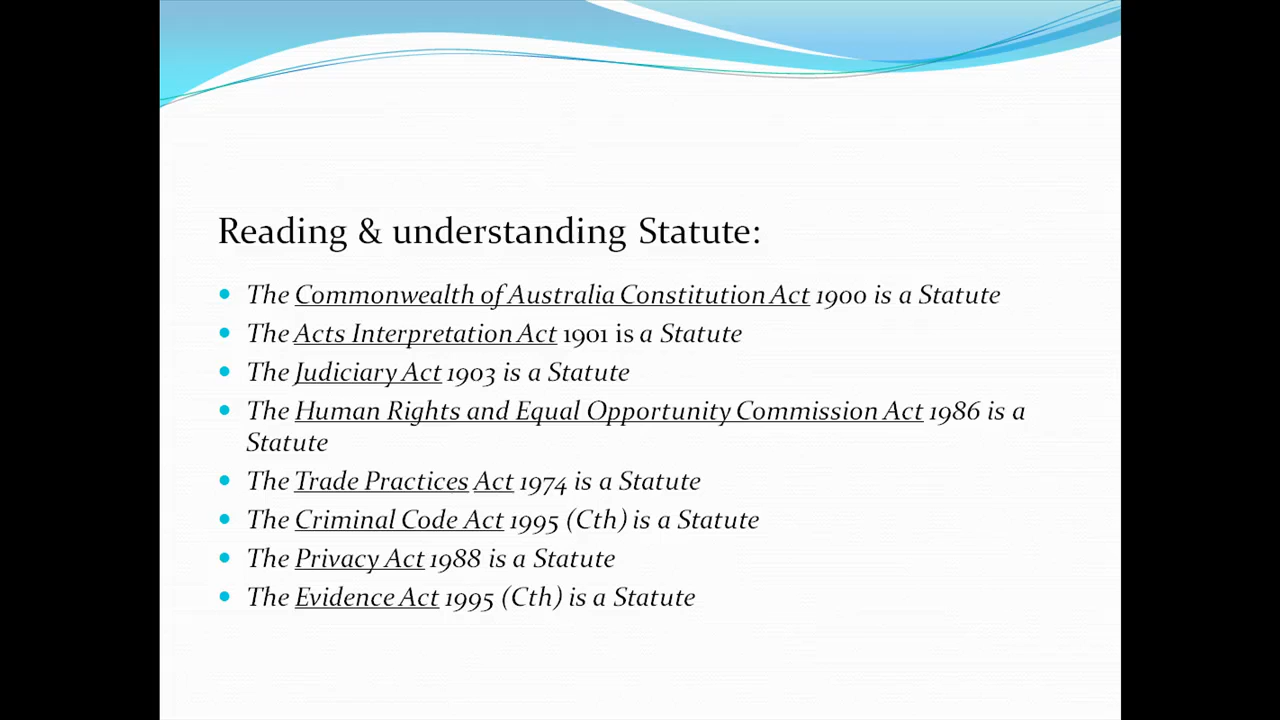 Reading & understanding Statute:
• The Commonwealth of Australia Constitution Act 1900 is a Statute
• The Acts Interpretation Act 1901 is a Statute
• The Judiciary Act 1903 is a Statute
• The Human Rights and Equal Opportunity Commission Act 1986 is a
Statute
• The Trade Practices Act 1974 is a Statute
• The Criminal Code Act 1995 (Cth) is a Statute
• The Privacy Act 1988 is a Statute
• The Evidence Act 1995 (Cth) is a Statute